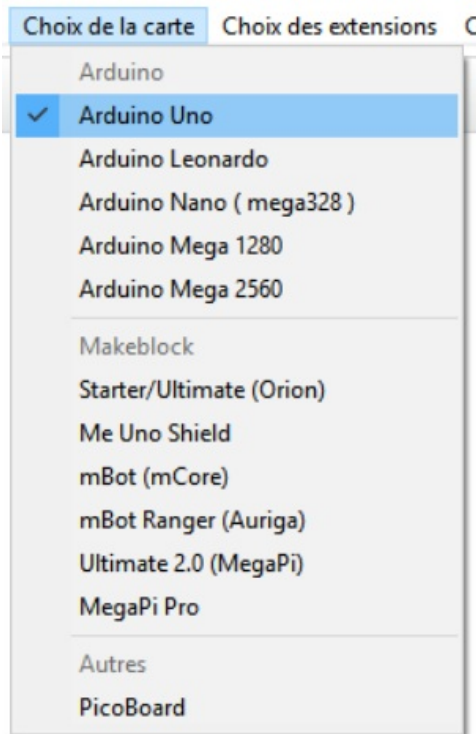 Choix de la carte Choix des extensions
Arduino
Arduino Uno
Arduino Leonardo
Arduino Nano ( mega328 )
Arduino Mega 1280
Arduino Mega 2560
Makeblock
Starter/Ultimate (Orion)
Me Uno Shield
mBot (mCore)
mBot Ranger (Auriga)
Ultimate 2.0 (MegaPi)
MegaPi Pro
Autres
PicoBoard